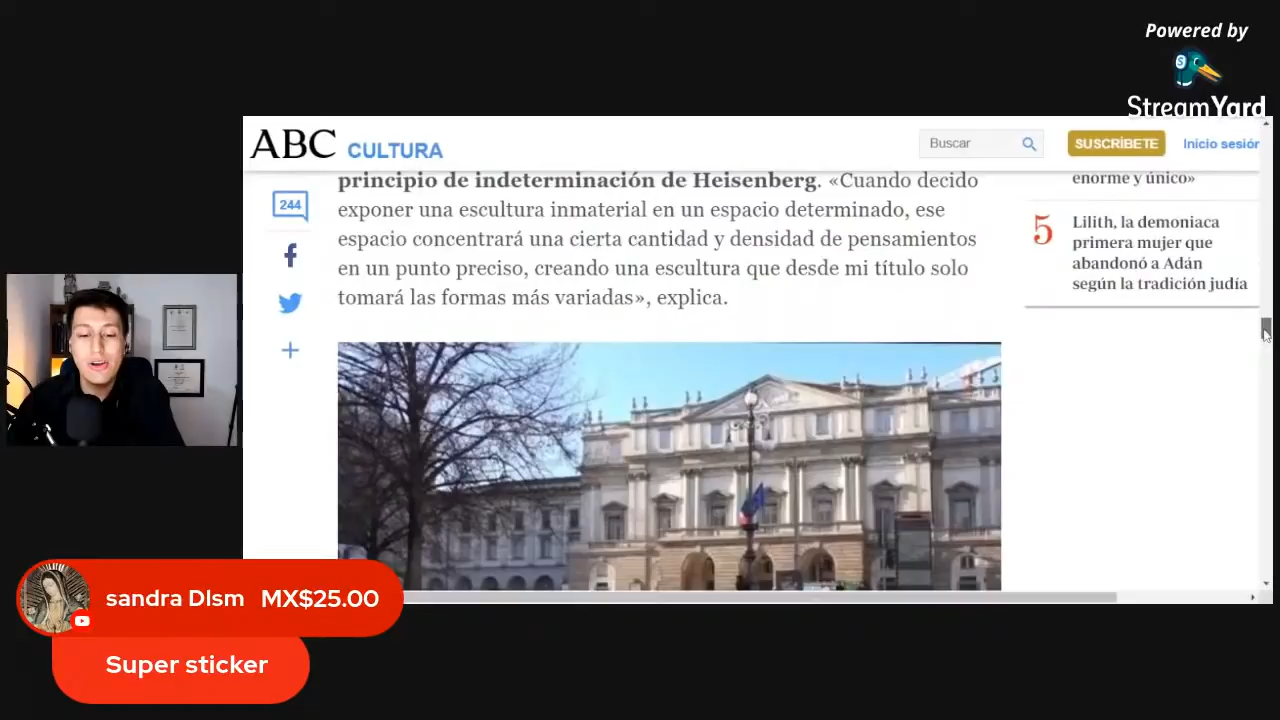 Powered by
StreamYard
ABC CULTURA
Buscar
SUSCRÍBETE
Inicio sesión
244
principio de indeterminación de Heisenberg. «Cuando decido
exponer una escultura inmaterial en un espacio determinado, ese
espacio concentrará una cierta cantidad y densidad de pensamientos
en un punto preciso, creando una escultura que desde mi título solo
tomará las formas más variadas», explica.
enorme y único»
5
Lilith, la demoniaca
primera mujer que
abandonó a Adán
según la tradición judía
sandra Dlsm MX$25.00
Super sticker